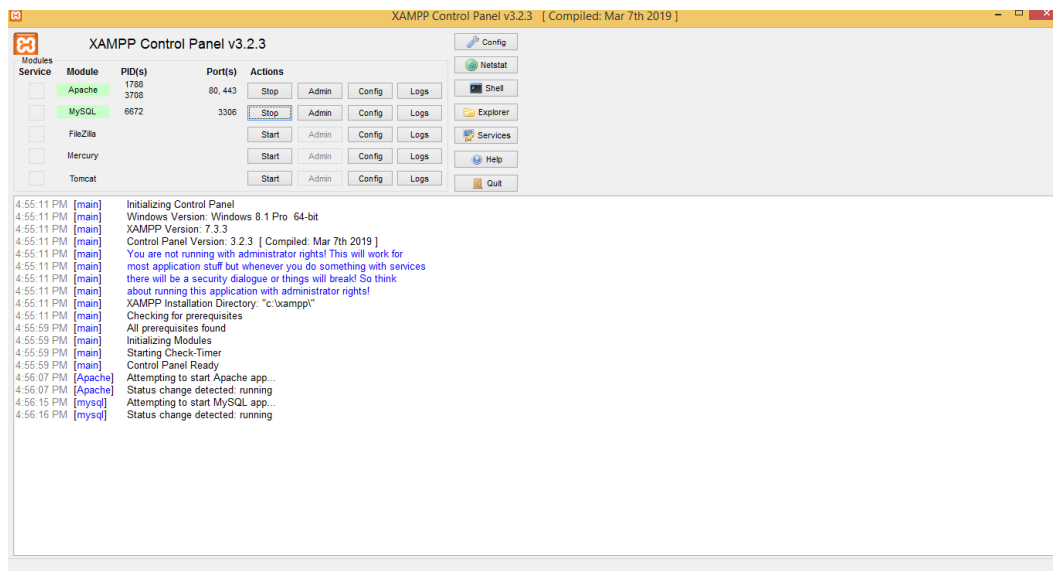 XAMPP Control Panel v3.2.3 [ Compiled: Mar 7th 2019 ]
XAMPP Control Panel v3.2.3
Config
Modules
Netstat
Service Module PID(s) Port(s) Actions
Apache 1788 3708 80, 443 Stop Admin Config Logs
Shell
MySQL 6672 3306 Stop Admin Config Logs
Explorer
FileZilla Start Admin Config Logs
Services
Mercury Start Admin Config Logs
Help
Tomcat Start Admin Config Logs
Quit
4:55:11 PM [main] Initializing Control Panel
4:55:11 PM [main] Windows Version: Windows 8.1 Pro 64-bit
4:55:11 PM [main] XAMPP Version: 7.3.3
4:55:11 PM [main] Control Panel Version: 3.2.3 [ Compiled: Mar 7th 2019 ]
4:55:11 PM [main] You are not running with administrator rights! This will work for
4:55:11 PM [main] most application stuff but whenever you do something with services
4:55:11 PM [main] there will be a security dialogue or things will break! So think
4:55:11 PM [main] about running this application with administrator rights!
4:55:11 PM [main] XAMPP Installation Directory: "c:\xampp\"
4:55:11 PM [main] Checking for prerequisites
4:55:59 PM [main] All prerequisites found
4:55:59 PM [main] Initializing Modules
4:55:59 PM [main] Starting Check-Timer
4:55:59 PM [main] Control Panel Ready
4:56:07 PM [Apache] Attempting to start Apache app...
4:56:07 PM [Apache] Status change detected: running
4:56:15 PM [mysql] Attempting to start MySQL app...
4:56:16 PM [mysql] Status change detected: running